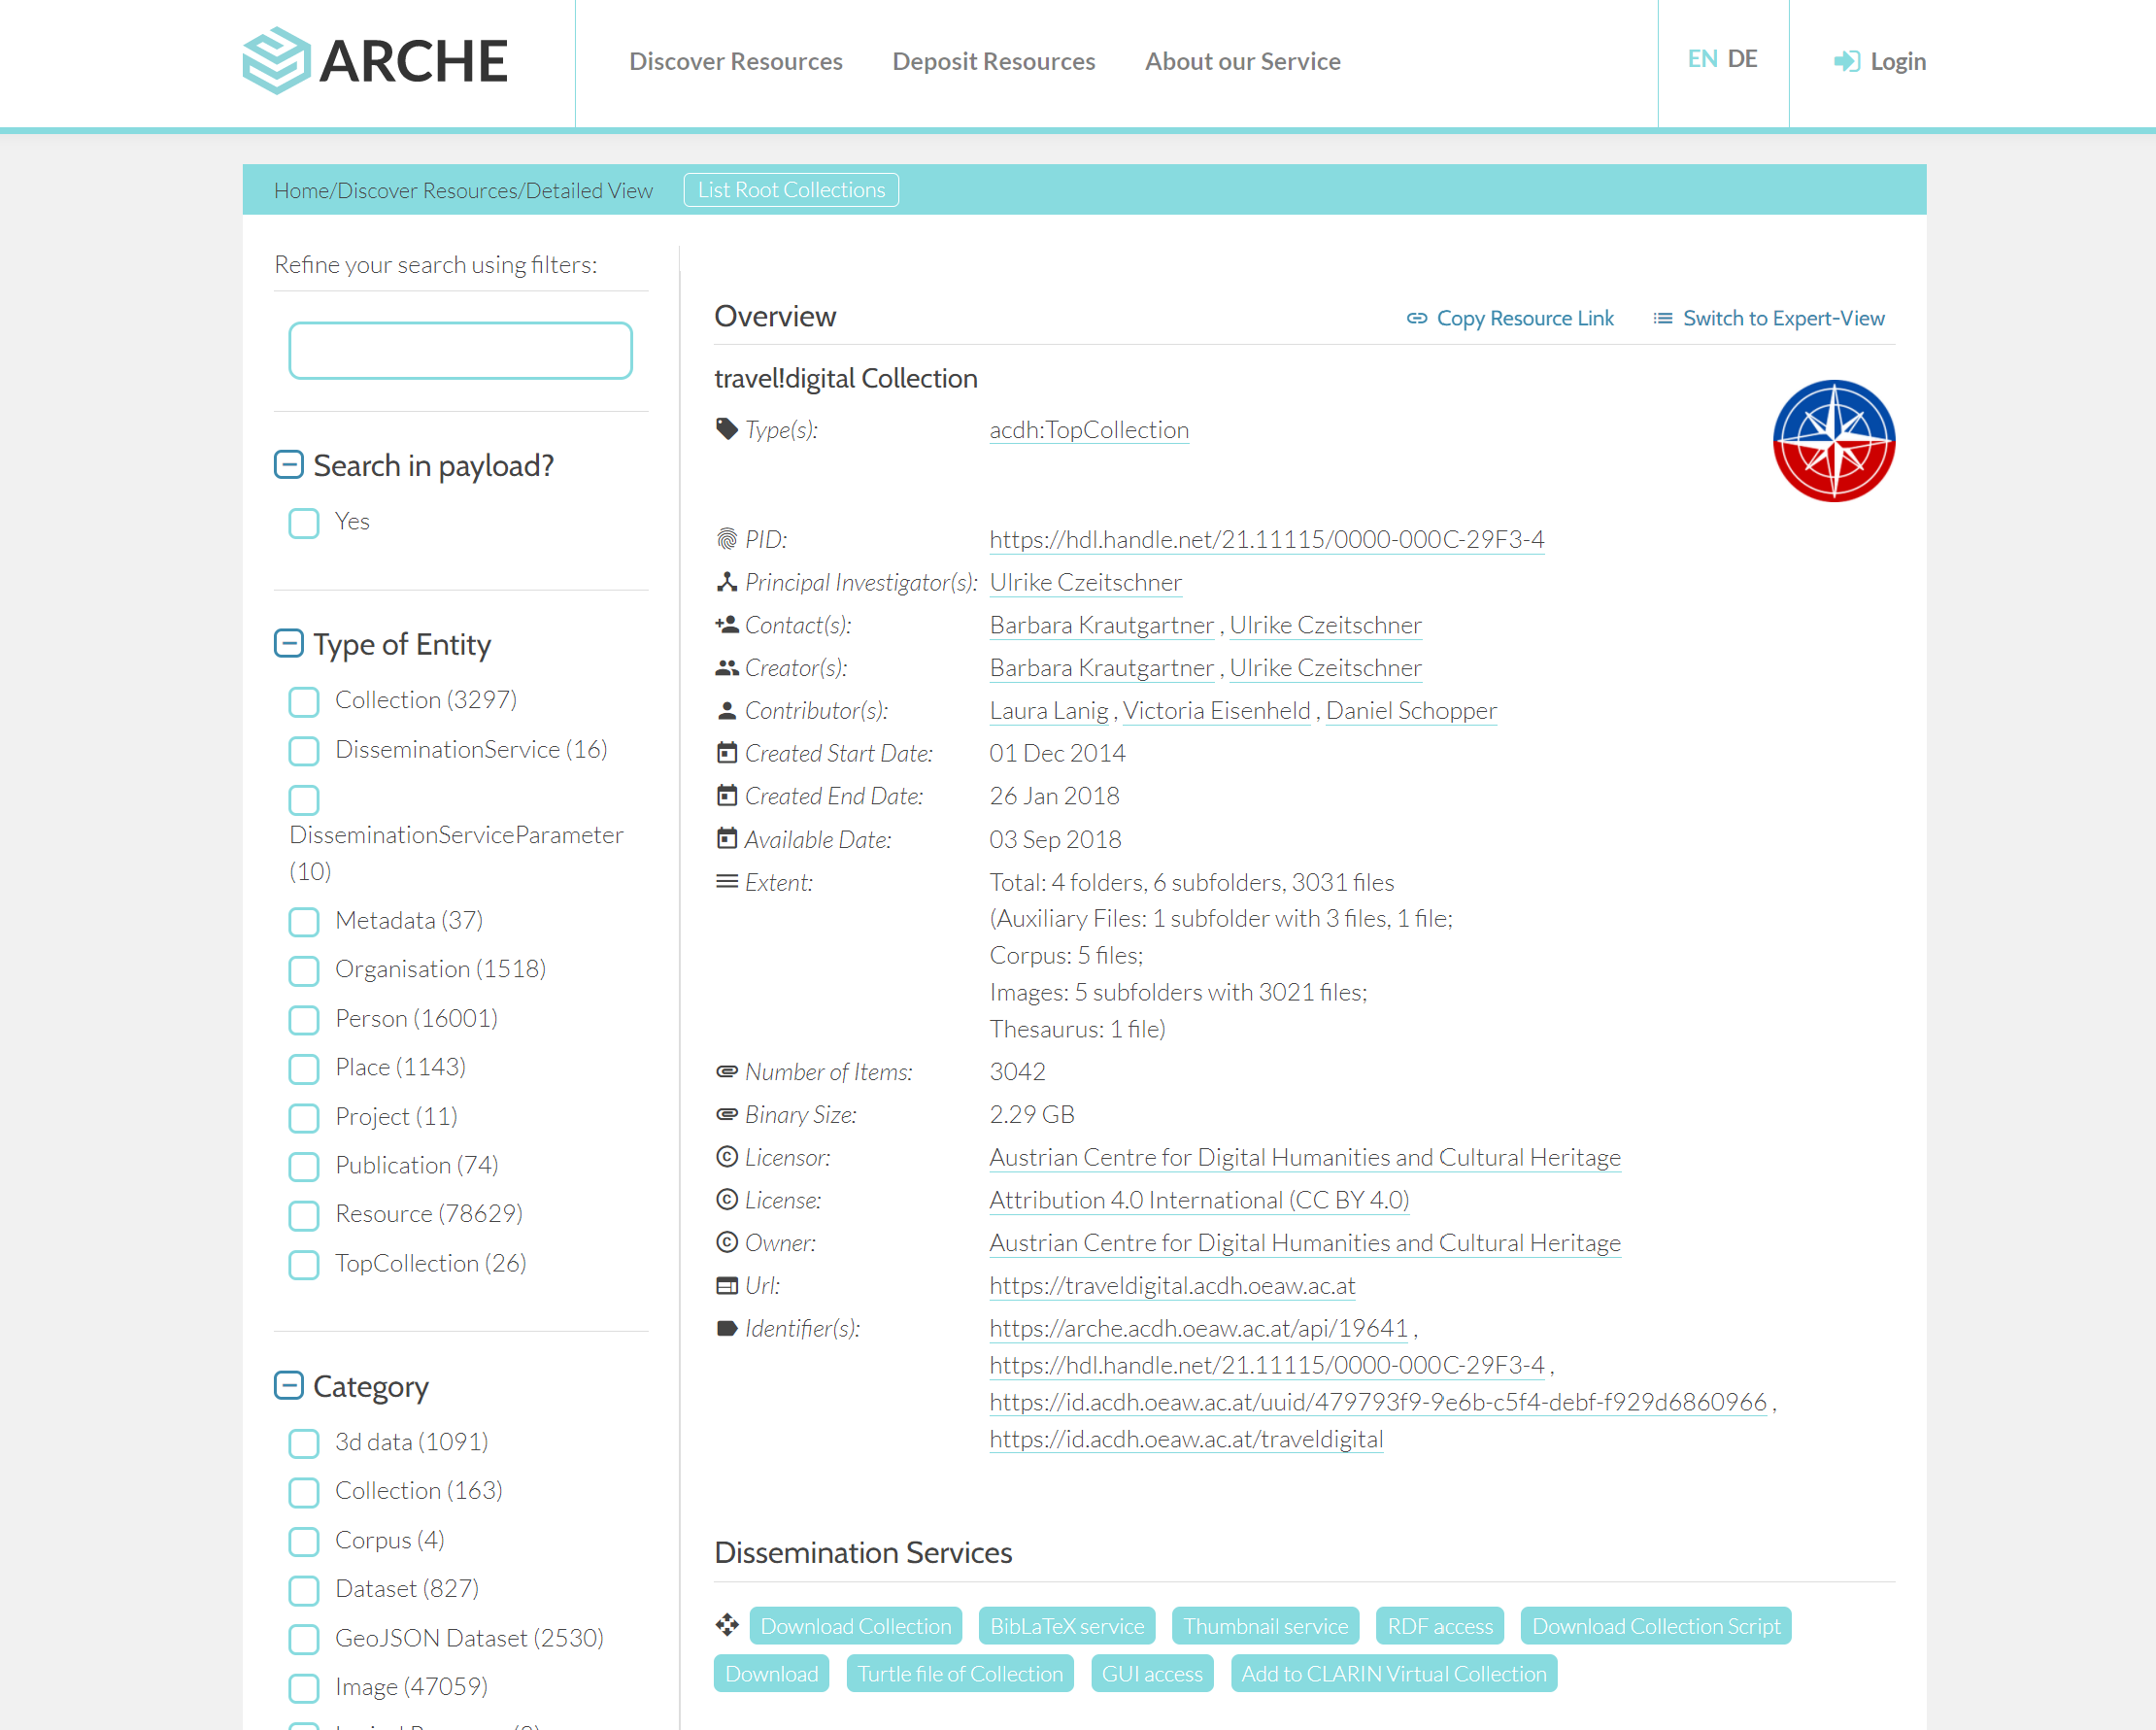 ARCHE
Discover Resources
Deposit Resources
About our Service
EN DE
Login
Home/Discover Resources/Detailed View
List Root Collections
Refine your search using filters:
Search in payload?
Yes
Type of Entity
Collection (3297)
DisseminationService (16)
DisseminationServiceParameter
(10)
Metadata (37)
Organisation (1518)
Person (16001)
Place (1143)
Project (11)
Publication (74)
Resource (78629)
TopCollection (26)
Category
3d data (1091)
Collection (163)
Corpus (4)
Dataset (827)
GeoJSON Dataset (2530)
Image (47059)
Overview
Copy Resource Link
Switch to Expert-View
travel!digital Collection
Type(s): acdh:TopCollection
PID: https://hdl.handle.net/21.11115/0000-000C-29F3-4
Principal Investigator(s): Ulrike Czeitschner
Contact(s): Barbara Krautgartner , Ulrike Czeitschner
Creator(s): Barbara Krautgartner , Ulrike Czeitschner
Contributor(s): Laura Lanig , Victoria Eisenheld , Daniel Schopper
Created Start Date: 01 Dec 2014
Created End Date: 26 Jan 2018
Available Date: 03 Sep 2018
Extent: Total: 4 folders, 6 subfolders, 3031 files
(Auxiliary Files: 1 subfolder with 3 files, 1 file;
Corpus: 5 files;
Images: 5 subfolders with 3021 files;
Thesaurus: 1 file)
Number of Items: 3042
Binary Size: 2.29 GB
Licensor: Austrian Centre for Digital Humanities and Cultural Heritage
License: Attribution 4.0 International (CC BY 4.0)
Owner: Austrian Centre for Digital Humanities and Cultural Heritage
Url: https://traveldigital.acdh.oeaw.ac.at
Identifier(s): https://arche.acdh.oeaw.ac.at/api/19641 ,
https://hdl.handle.net/21.11115/0000-000C-29F3-4 ,
https://id.acdh.oeaw.ac.at/uuid/479793f9-9e6b-c5f4-debf-f929d6860966 ,
https://id.acdh.oeaw.ac.at/traveldigital
Dissemination Services
Download Collection
BibLaTeX service
Thumbnail service
RDF access
Download Collection Script
Download
Turtle file of Collection
GUI access
Add to CLARIN Virtual Collection